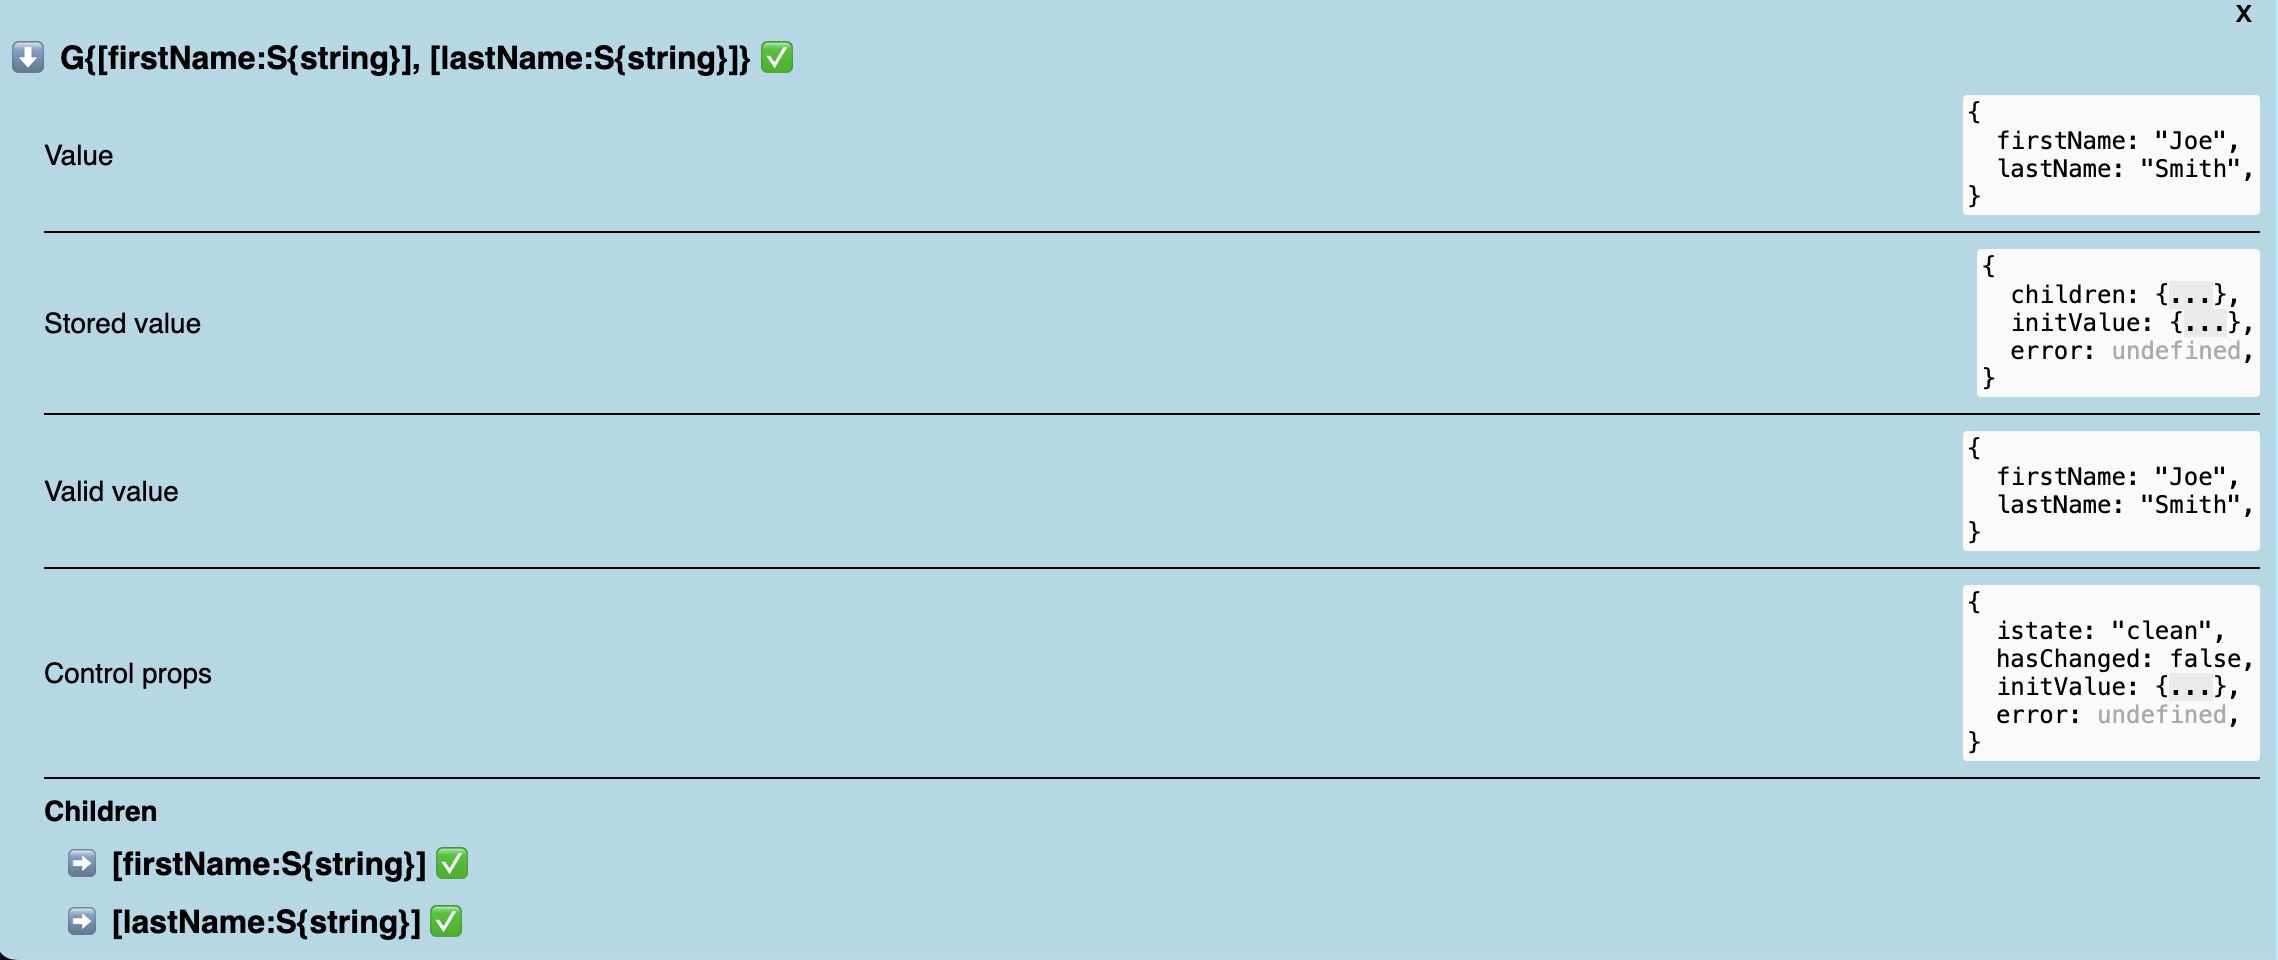 X
⬇️ G{[firstName:S{string}], [lastName:S{string}]} ✅
Value
{
  firstName: "Joe",
  lastName: "Smith",
}
Stored value
{
  children: {...},
  initValue: {...},
  error: undefined,
}
Valid value
{
  firstName: "Joe",
  lastName: "Smith",
}
Control props
{
  istate: "clean",
  hasChanged: false,
  initValue: {...},
  error: undefined,
}
Children
➡️ [firstName:S{string}] ✅
➡️ [lastName:S{string}] ✅